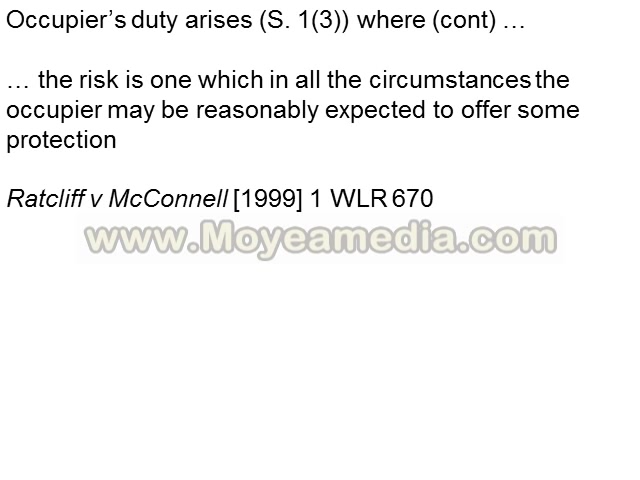 Occupier’s duty arises (S. 1(3)) where (cont) …
… the risk is one which in all the circumstances the
occupier may be reasonably expected to offer some
protection
Ratcliff v McConnell [1999] 1 WLR 670
www.Moyeamedia.com